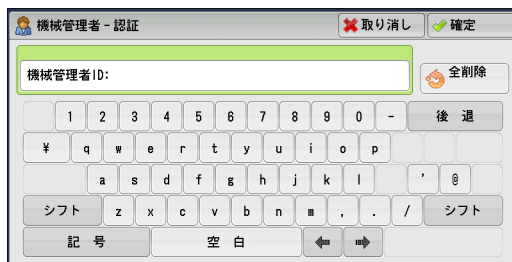 機械管理者 - 認証 取り消し 確定
機械管理者ID: 全削除
1 2 3 4 5 6 7 8 9 0 - 後 退
¥ q w e r t y u i o p
a s d f g h j k l ' @
シフト z x c v b n m , . / シフト
記 号 空 白